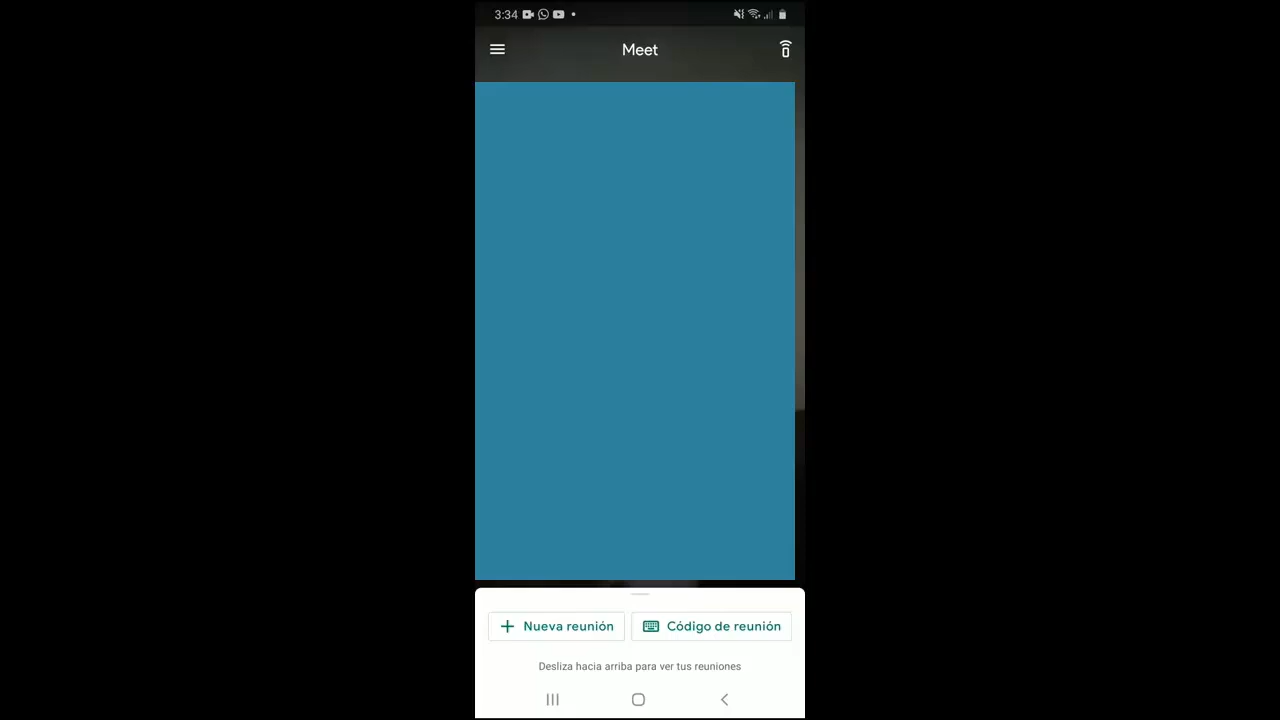 3:34
Meet
Nueva reunión
Código de reunión
Desliza hacia arriba para ver tus reuniones